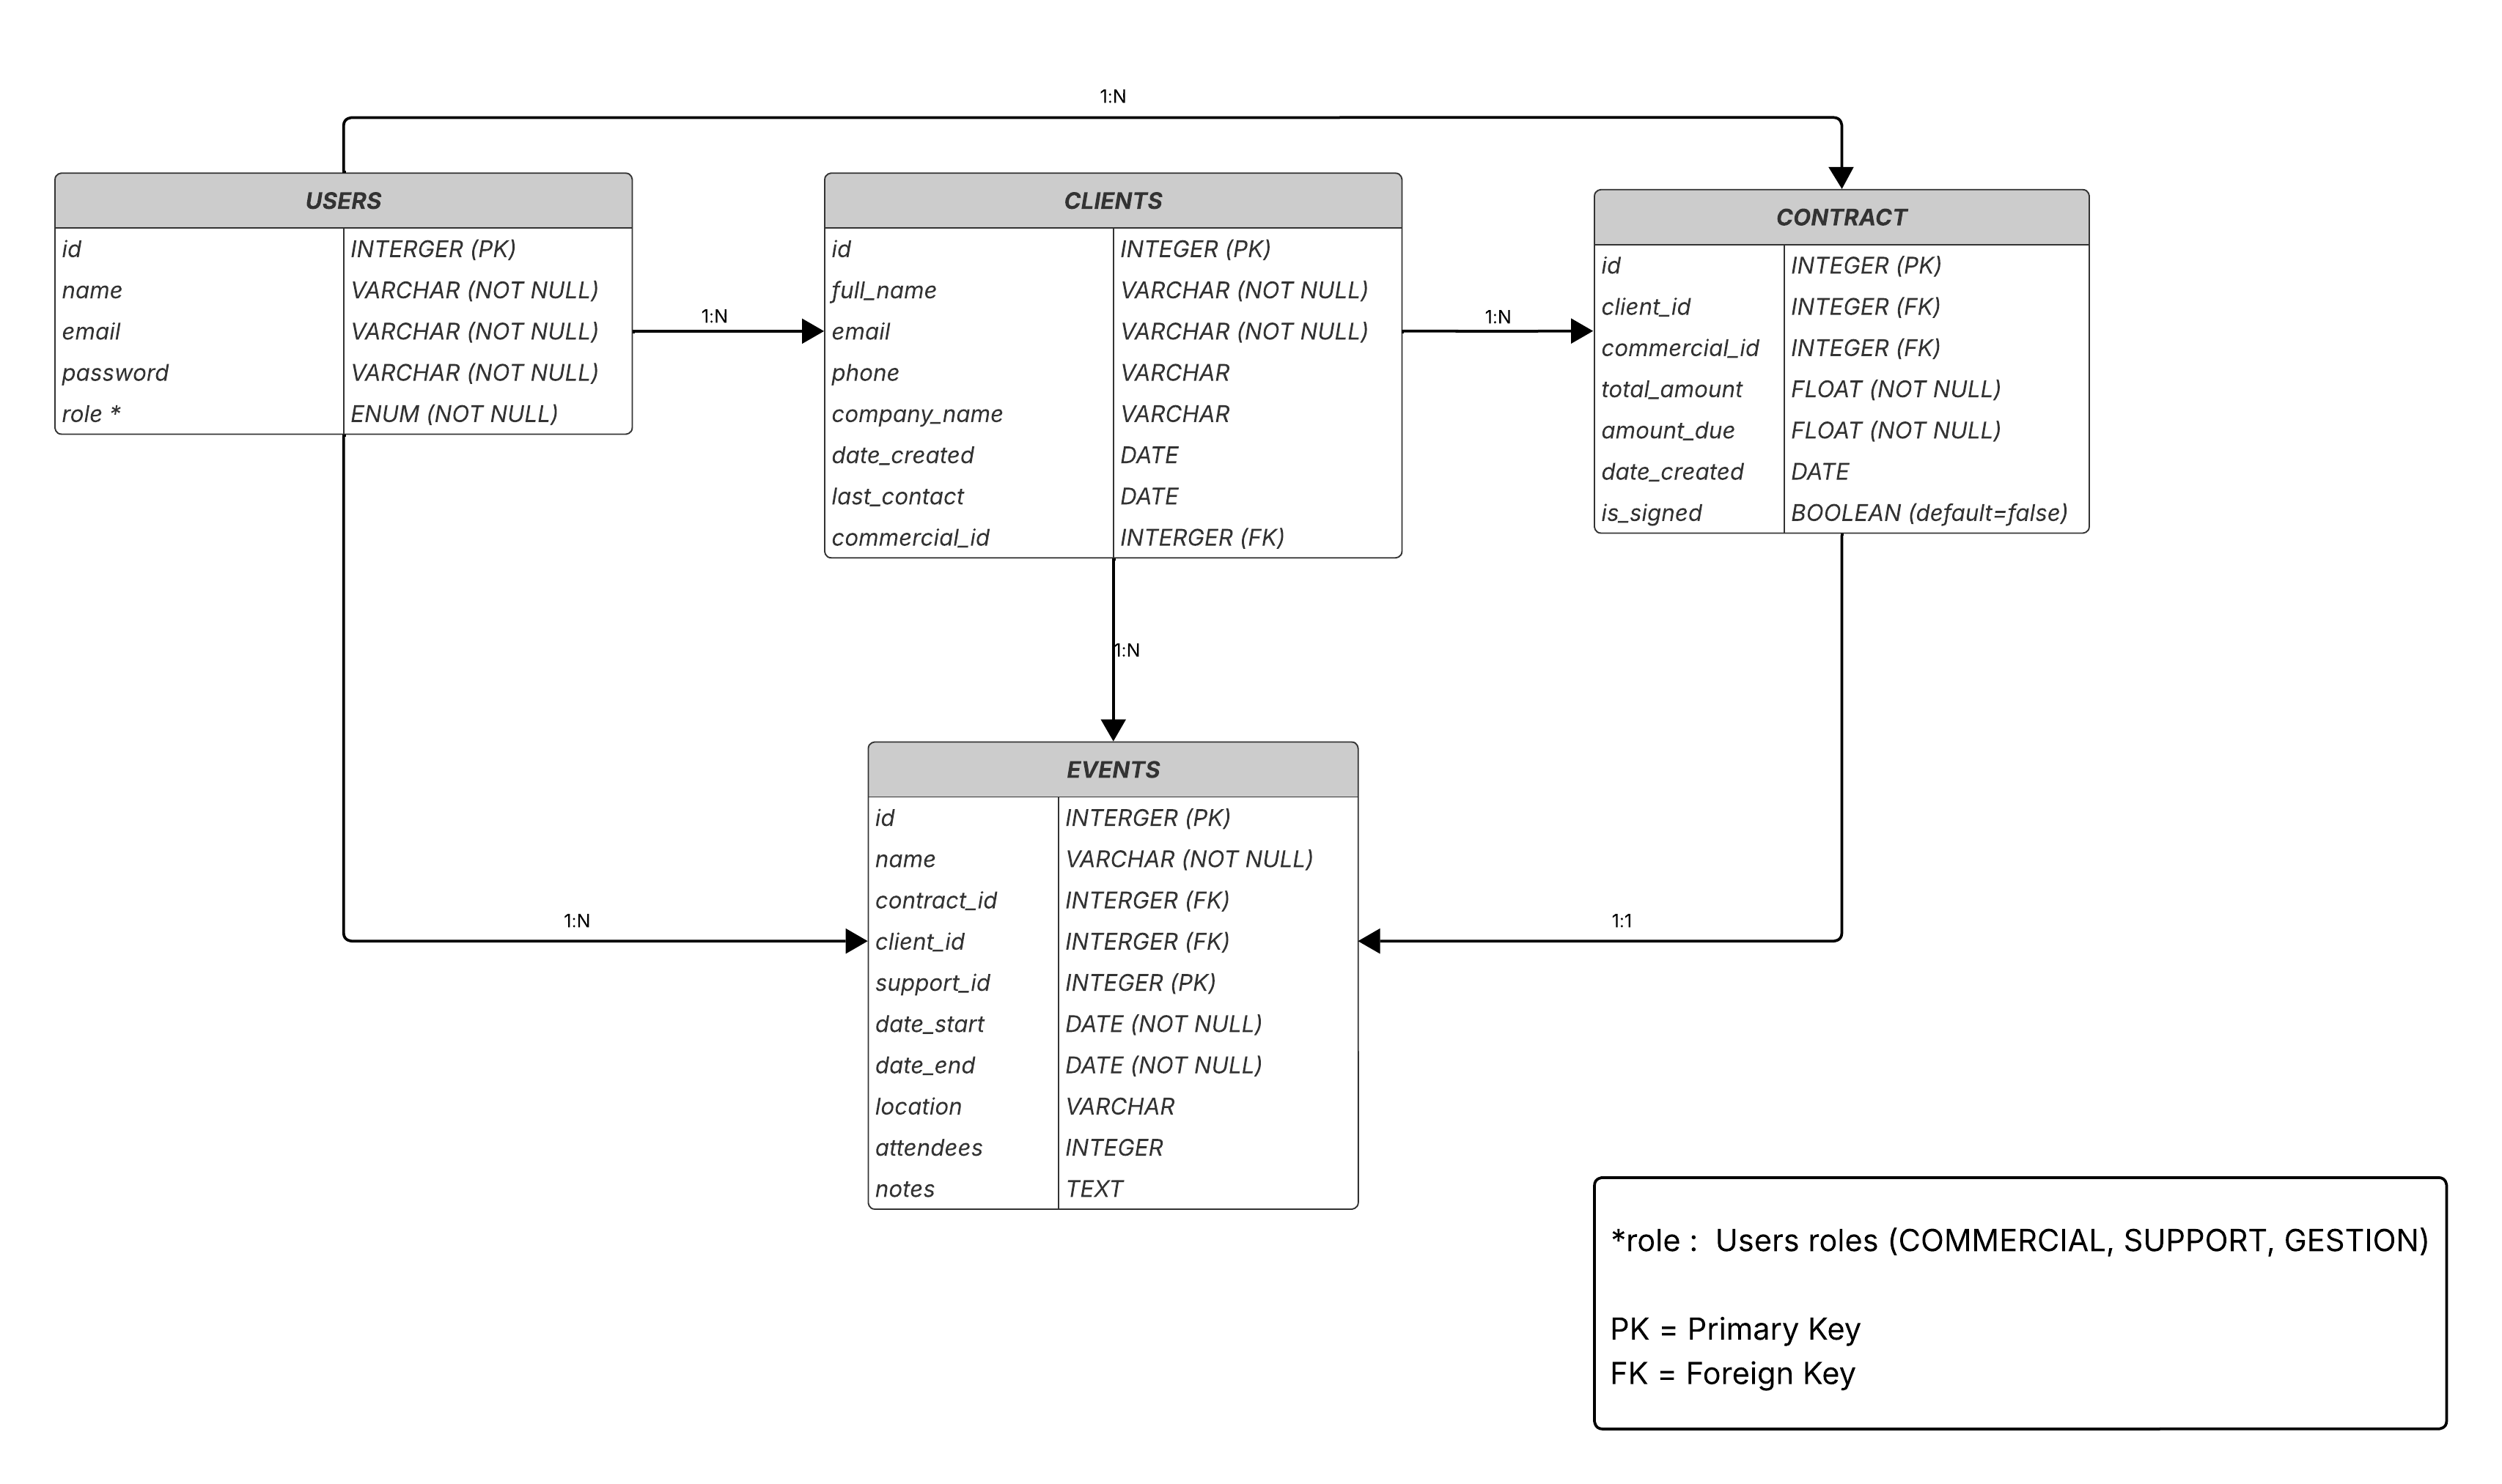 1:N
USERS
id INTERGER (PK)
name VARCHAR (NOT NULL)
email VARCHAR (NOT NULL)
password VARCHAR (NOT NULL)
role * ENUM (NOT NULL)
1:N
CLIENTS
id INTEGER (PK)
full_name VARCHAR (NOT NULL)
email VARCHAR (NOT NULL)
phone VARCHAR
company_name VARCHAR
date_created DATE
last_contact DATE
commercial_id INTERGER (FK)
1:N
CONTRACT
id INTEGER (PK)
client_id INTEGER (FK)
commercial_id INTEGER (FK)
total_amount FLOAT (NOT NULL)
amount_due FLOAT (NOT NULL)
date_created DATE
is_signed BOOLEAN (default=false)
1:N
1:N
EVENTS
id INTERGER (PK)
name VARCHAR (NOT NULL)
contract_id INTERGER (FK)
client_id INTERGER (FK)
support_id INTEGER (PK)
date_start DATE (NOT NULL)
date_end DATE (NOT NULL)
location VARCHAR
attendees INTEGER
notes TEXT
1:1
*role : Users roles (COMMERCIAL, SUPPORT, GESTION)
PK = Primary Key
FK = Foreign Key